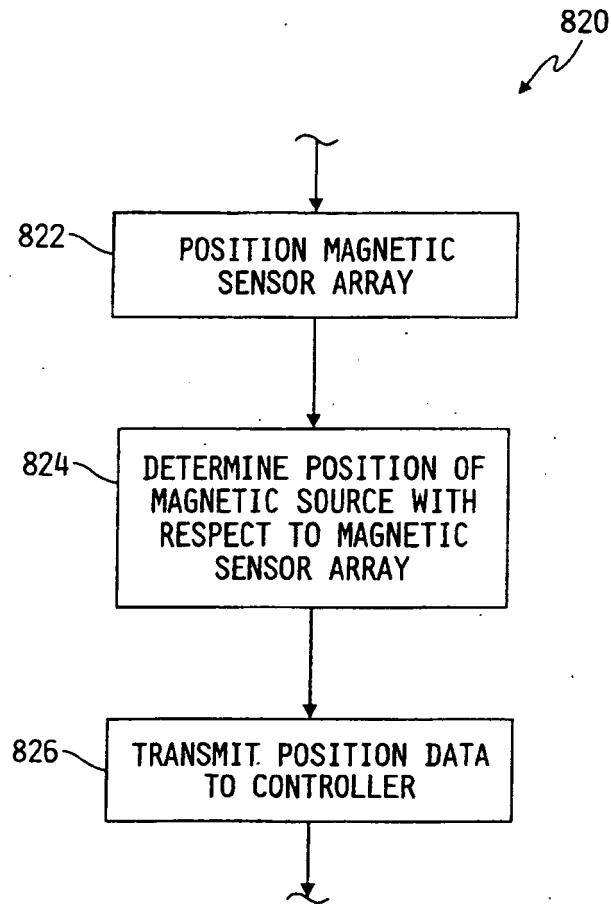 820
822
POSITION MAGNETIC
SENSOR ARRAY
824
DETERMINE POSITION OF
MAGNETIC SOURCE WITH
RESPECT TO MAGNETIC
SENSOR ARRAY
826
TRANSMIT POSITION DATA
TO CONTROLLER